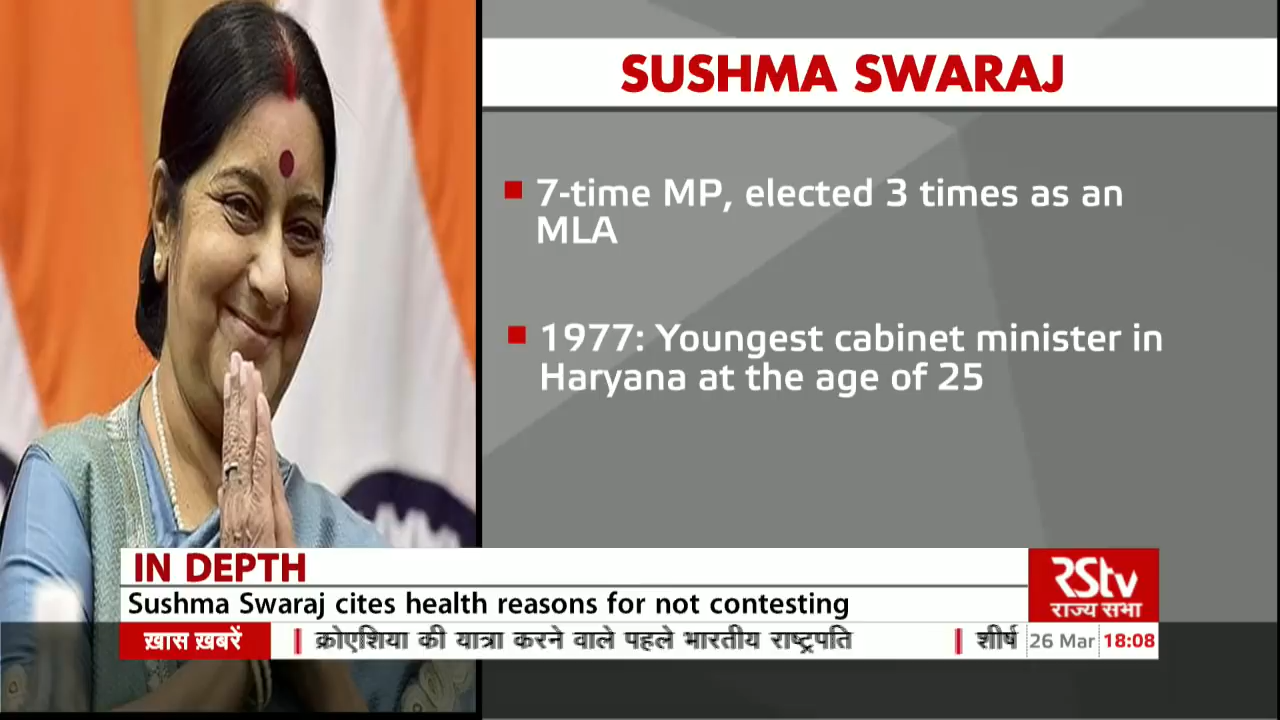 SUSHMA SWARAJ
7-time MP, elected 3 times as an
MLA
1977: Youngest cabinet minister in
Haryana at the age of 25
IN DEPTH
Sushma Swaraj cites health reasons for not contesting
RStv
राज्य सभा
ख़ास ख़बरें
क्रोएशिया की यात्रा करने वाले पहले भारतीय राष्ट्रपति
शीर्ष
26 Mar
18:08